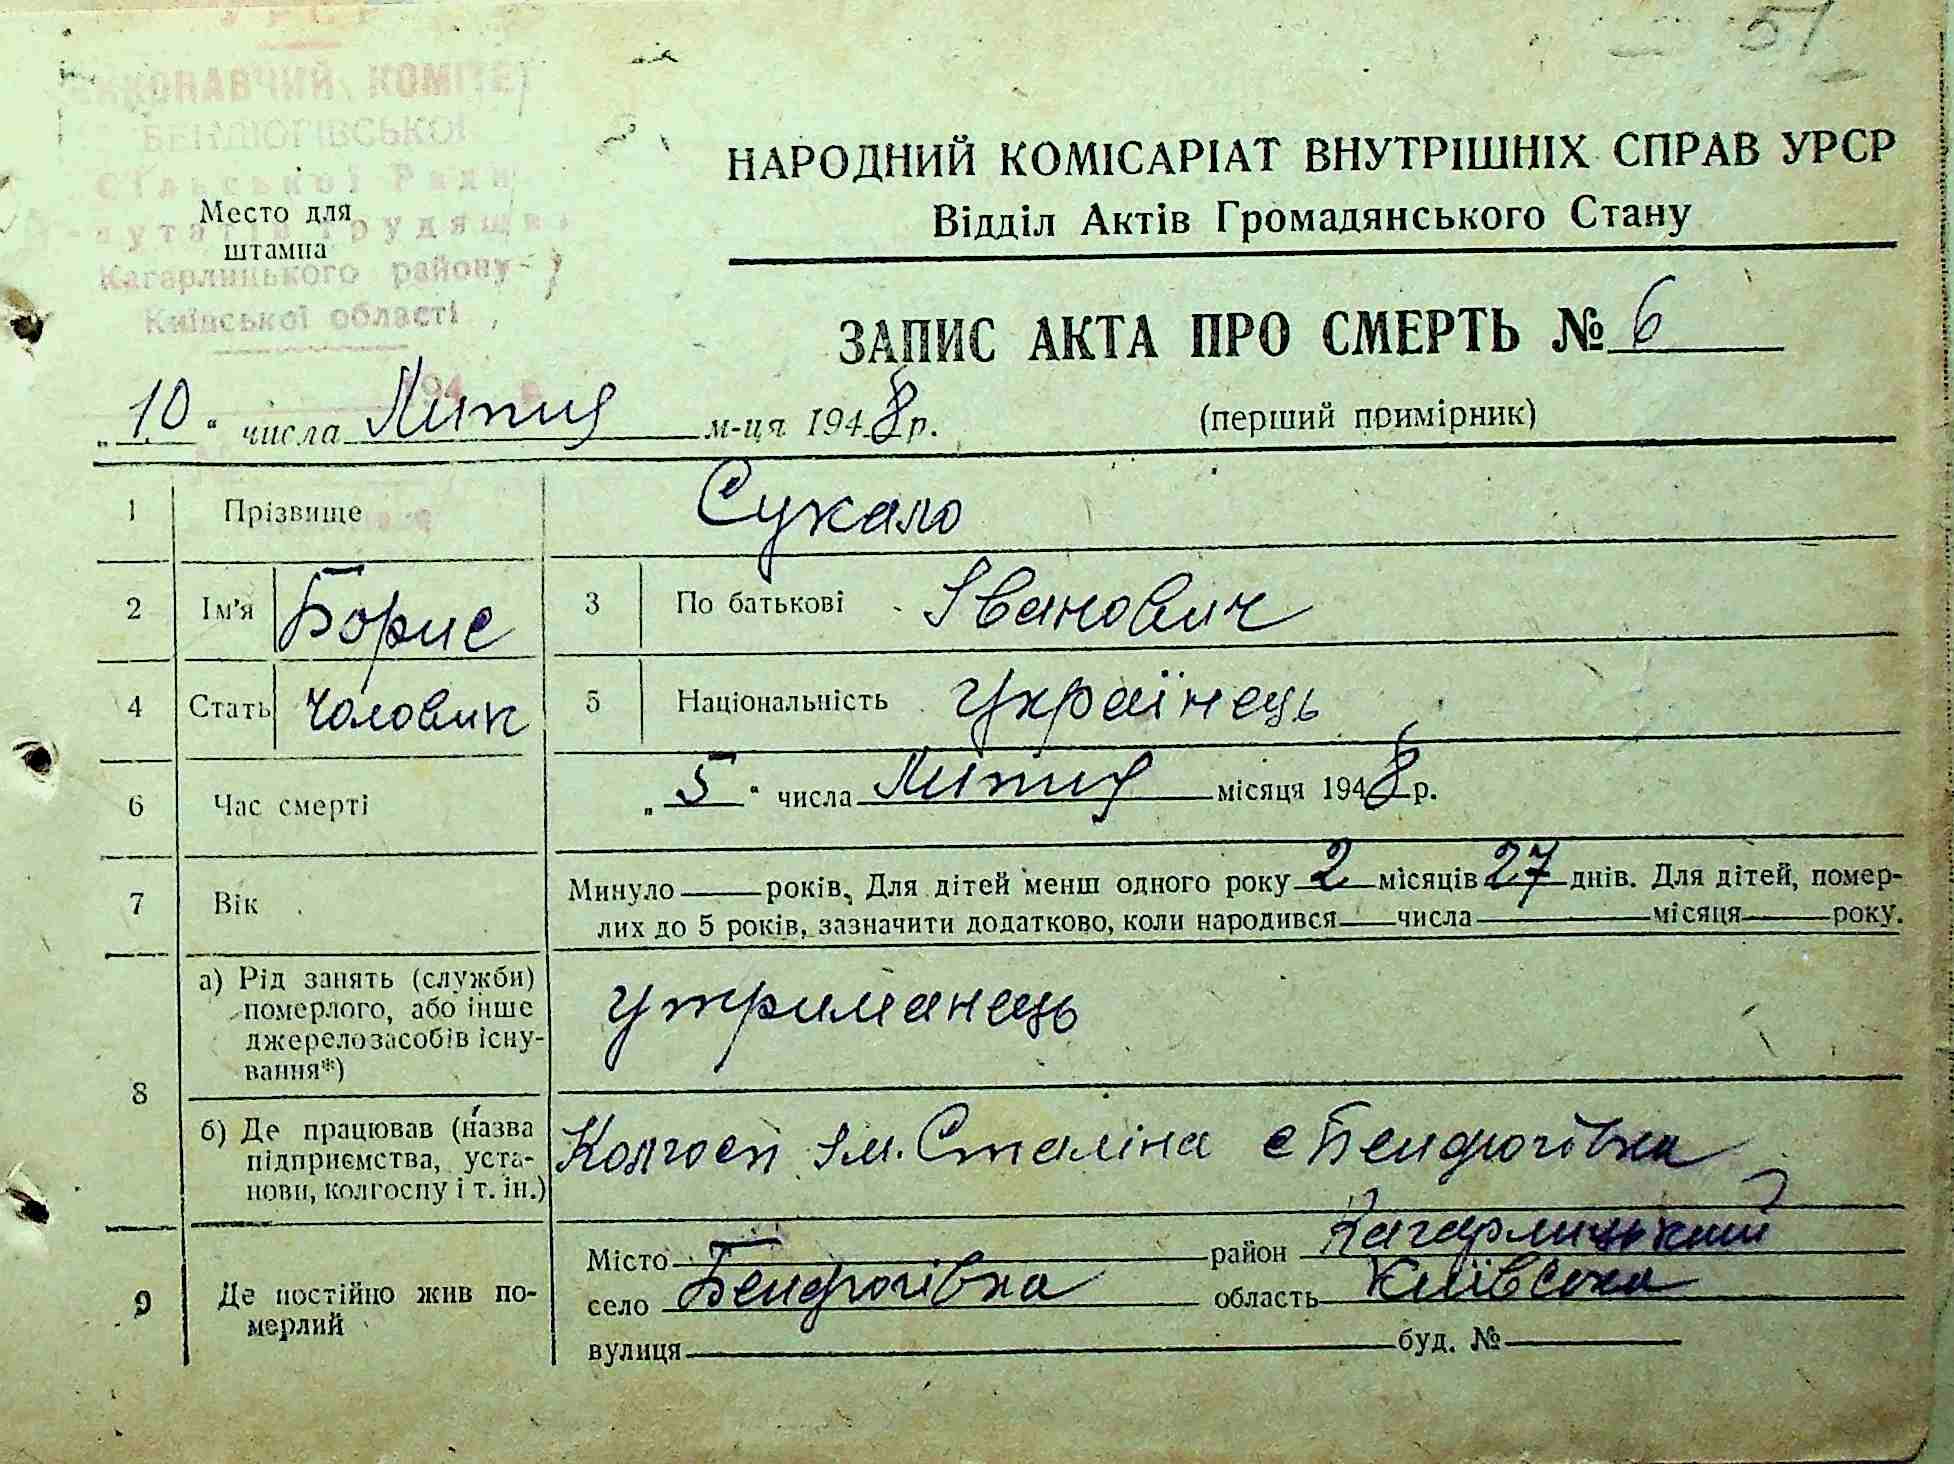 51
УРСР
ВИКОНАВЧИЙ КОМІТЕТ
БЕНДЮГІВСЬКОЇ
Сільської Ради
депутатів трудящих
Кагарлицького району
Київської області
194 р.
Место для
штампа
НАРОДНИЙ КОМІСАРІАТ ВНУТРІШНІХ СПРАВ УРСР
Відділ Актів Громадянського Стану
ЗАПИС АКТА ПРО СМЕРТЬ № 6
„10“ числа Липня м-ця 1948 р.
(перший примірник)
1 Прізвище Сукало
2 Ім'я Борис 3 По батькові Іванович
4 Стать Чоловик 5 Національність Українець
6 Час смерті „5“ числа Липня місяця 1948 р.
7 Вік Минуло — років. Для дітей менш одного року 2 місяців 27 днів. Для дітей, помер-
лих до 5 років, зазначити додатково, коли народився — числа — місяця — року.
8 а) Рід занять (служби)
померлого, або інше
джерело засобів існу-
вання*)
Утриманець
б) Де працював (назва
підприємства, уста-
нови, колгоспу і т. ін.)
Колгосп ім. Сталіна с Бендюгівка
9 Де постійно жив по-
мерлий
Місто район Кагарлицький
село Бендюгівка область Київська
вулиця буд. №